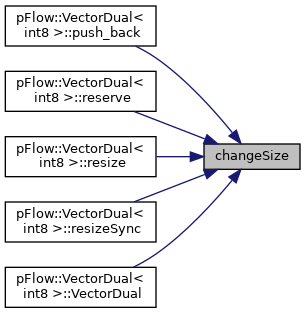 pFlow::VectorDual<
int8 >::push_back
pFlow::VectorDual<
int8 >::reserve
pFlow::VectorDual<
int8 >::resize
changeSize
pFlow::VectorDual<
int8 >::resizeSync
pFlow::VectorDual<
int8 >::VectorDual